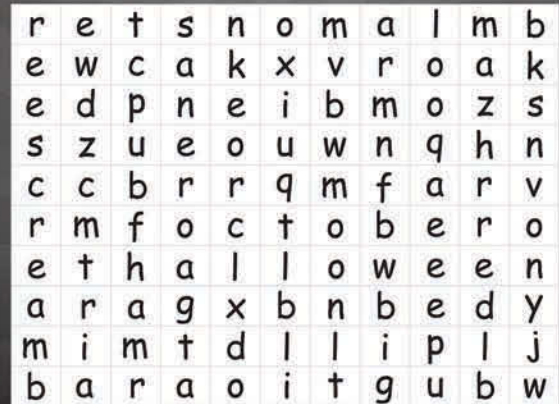 r e t s n o m a l m b
e w c a k x v r o a k
e d p n e i b m o z s
s z u e o u w n q h n
c c b r r q m f a r v
r m f o c t o b e r o
e t h a l l o w e e n
a r a g x b n b e d y
m i m t d l l i p l j
b a r a o i t g u b w